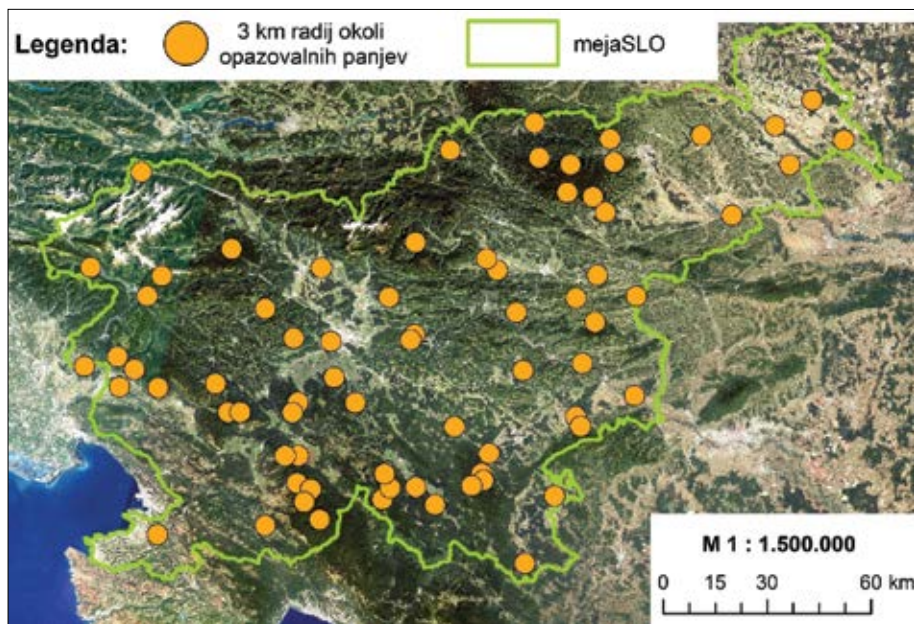 Legenda:
3 km radij okoli
opazovalnih panjev
mejaSLO
M 1 : 1.500.000
0 15 30 60 km